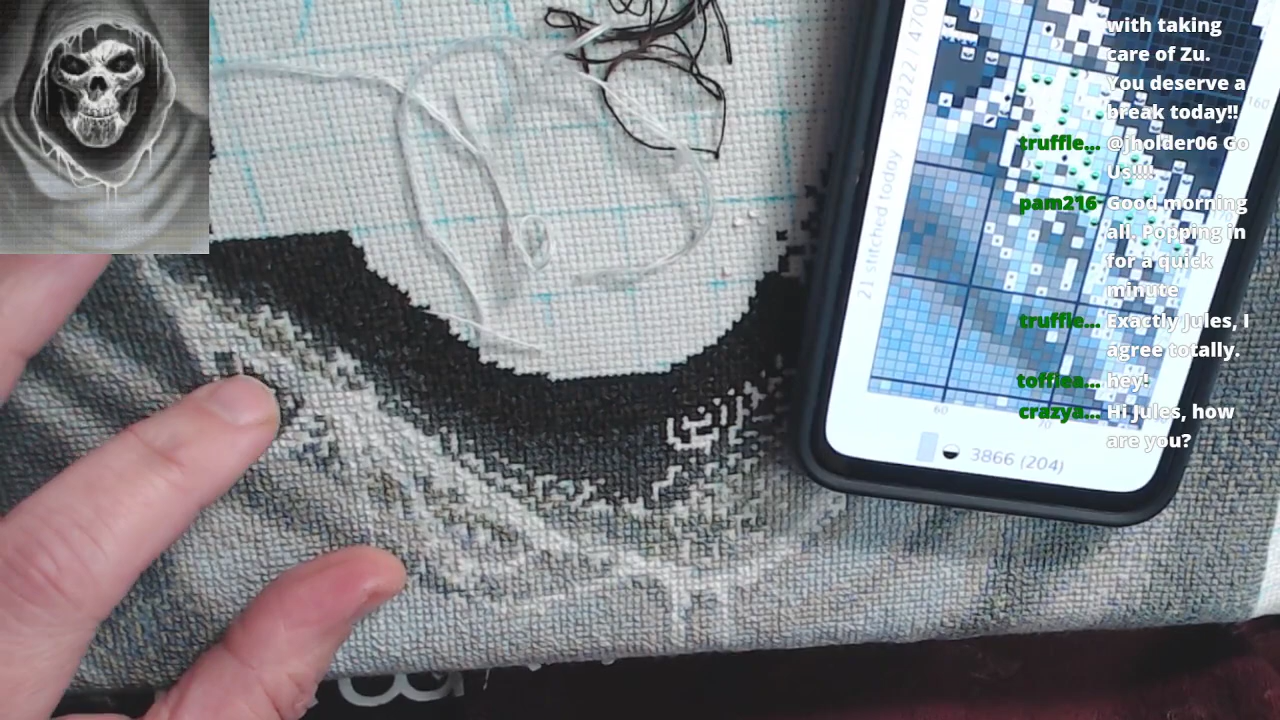 with taking
care of Zu.
You deserve a
break today!!
truffle... @jholder06 Go
Us!!!!
pam216- Good morning
all. Popping in
for a quick
minute
truffle... Exactly Jules, I
agree totally.
toffiea... hey!
crazya... Hi Jules, how
are you?
21 stitched today 38222 / 4700
160
60
70
3866 (204)